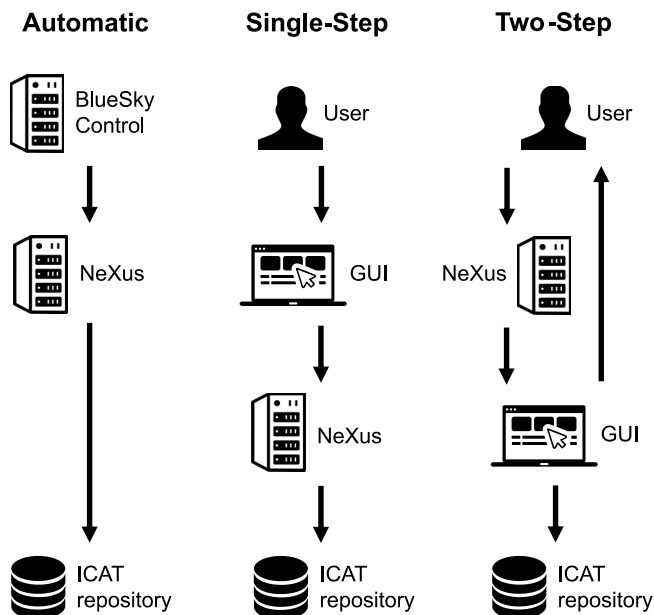 Automatic
BlueSky
Control
NeXus
ICAT
repository
Single-Step
User
GUI
NeXus
ICAT
repository
Two-Step
User
NeXus
GUI
ICAT
repository